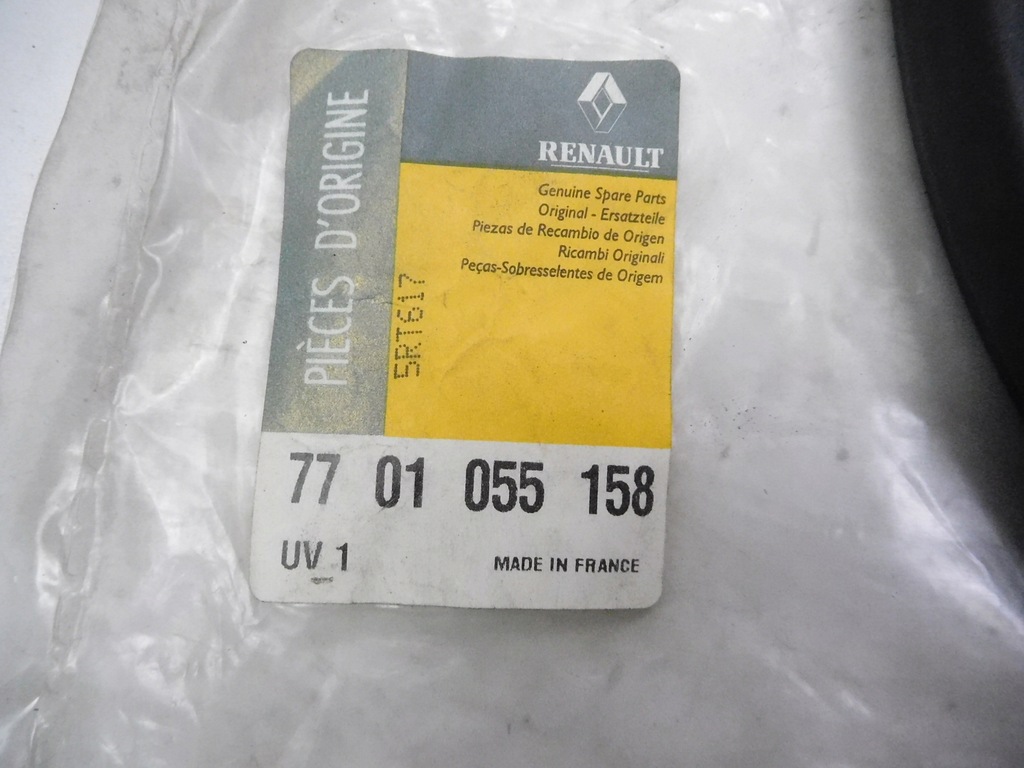 PIÈCES D'ORIGINE
RENAULT
Genuine Spare Parts
Original - Ersatzteile
Piezas de Recambio de Origen
Ricambi Originali
Peças-Sobresselentes de Origem
5RT617
77 01 055 158
UV 1
MADE IN FRANCE